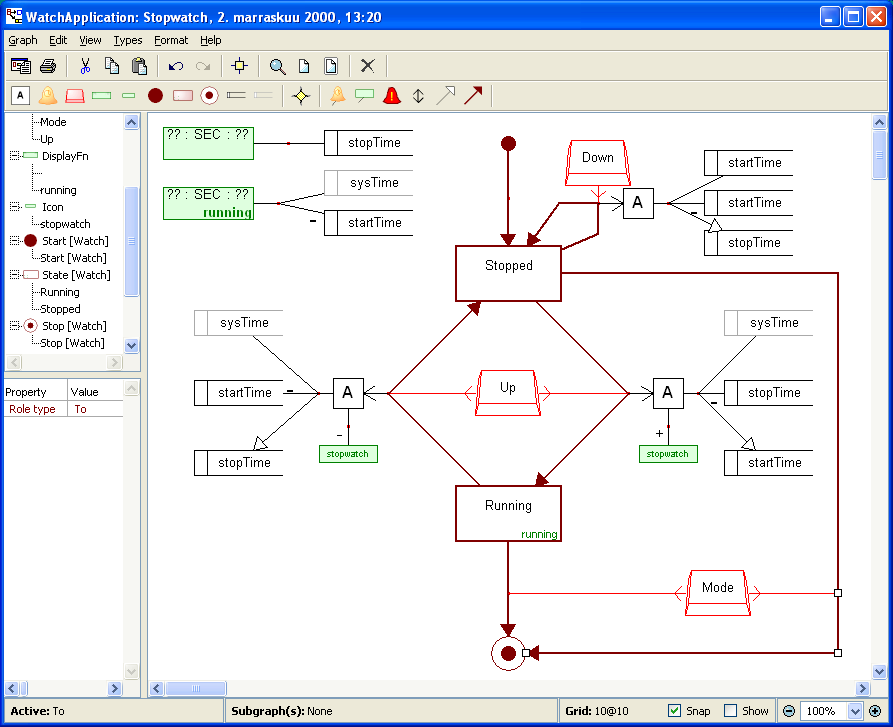 WatchApplication: Stopwatch, 2. marraskuu 2000, 13:20
Graph Edit View Types Format Help
A
Mode
Up
DisplayFn
running
Icon
stopwatch
Start [Watch]
Start [Watch]
State [Watch]
Running
Stopped
Stop [Watch]
Stop [Watch]
Property Value
Role type To
?? : SEC : ??
stopTime
?? : SEC : ??
running
sysTime
startTime
-
Down
A
startTime
startTime
-
stopTime
Stopped
sysTime
startTime
-
stopTime
A
-
stopwatch
Up
A
+
stopwatch
sysTime
stopTime
-
startTime
Running
running
Mode
Active: To
Subgraph(s): None
Grid: 10@10
Snap
Show
100%